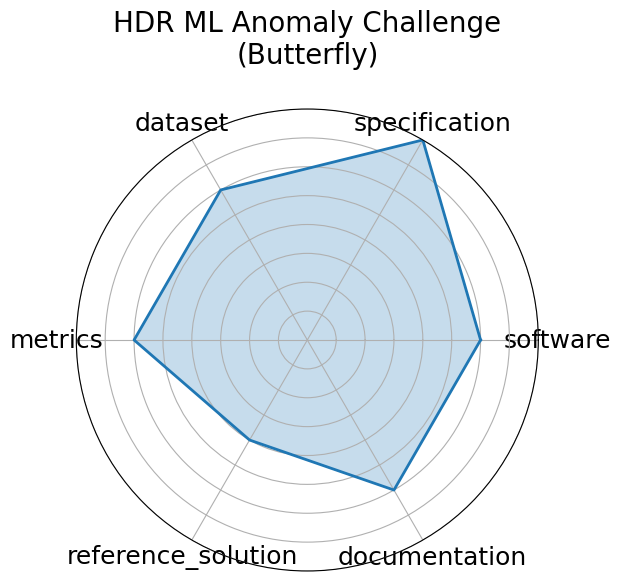 HDR ML Anomaly Challenge
(Butterfly)
dataset
specification
metrics
software
reference_solution
documentation